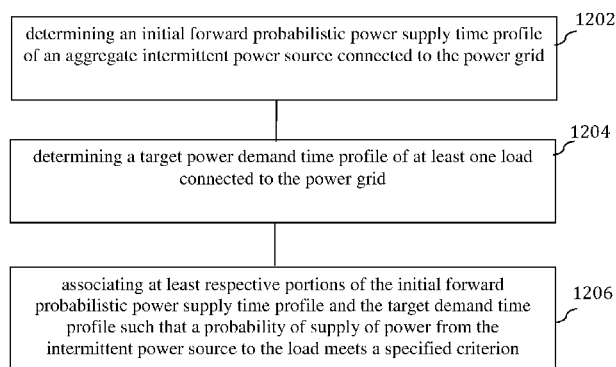 1202
determining an initial forward probabilistic power supply time profile
of an aggregate intermittent power source connected to the power grid
1204
determining a target power demand time profile of at least one load
connected to the power grid
1206
associating at least respective portions of the initial forward
probabilistic power supply time profile and the target demand time
profile such that a probability of supply of power from the
intermittent power source to the load meets a specified criterion